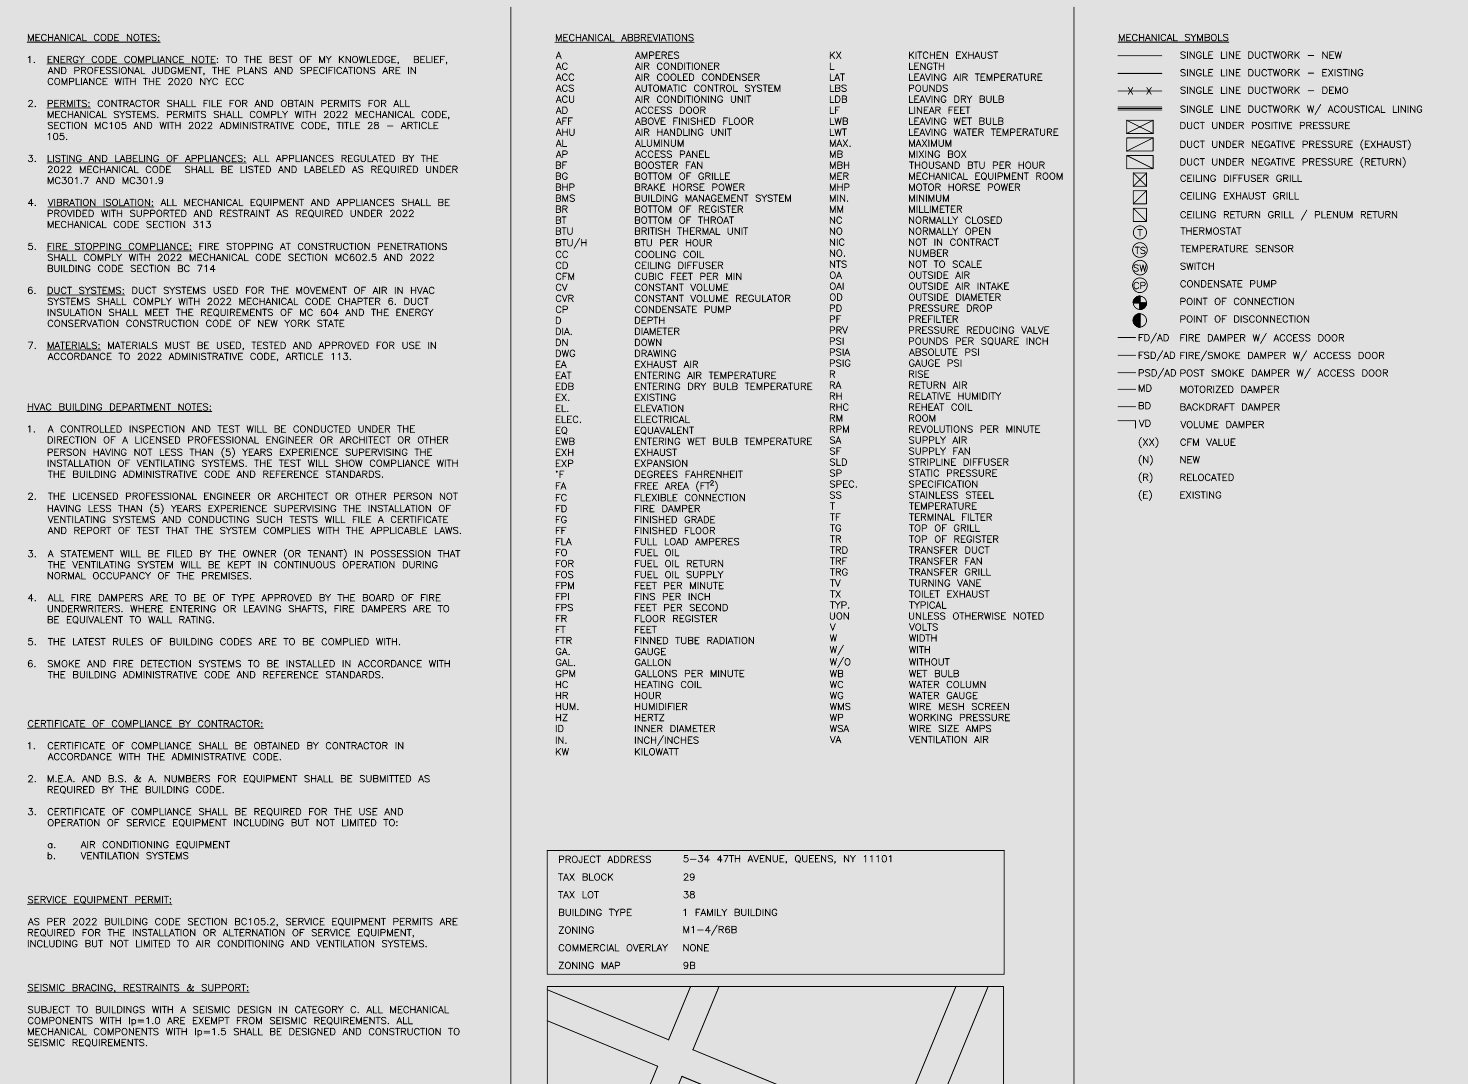 MECHANICAL CODE NOTES:
1. ENERGY CODE COMPLIANCE NOTE: TO THE BEST OF MY KNOWLEDGE, BELIEF,
AND PROFESSIONAL JUDGMENT, THE PLANS AND SPECIFICATIONS ARE IN
COMPLIANCE WITH THE 2020 NYC ECC
2. PERMITS: CONTRACTOR SHALL FILE FOR AND OBTAIN PERMITS FOR ALL
MECHANICAL SYSTEMS. PERMITS SHALL COMPLY WITH 2022 MECHANICAL CODE,
SECTION MC105 AND WITH 2022 ADMINISTRATIVE CODE, TITLE 28 – ARTICLE
105.
3. LISTING AND LABELING OF APPLIANCES: ALL APPLIANCES REGULATED BY THE
2022 MECHANICAL CODE SHALL BE LISTED AND LABELED AS REQUIRED UNDER
MC301.7 AND MC301.9
4. VIBRATION ISOLATION: ALL MECHANICAL EQUIPMENT AND APPLIANCES SHALL BE
PROVIDED WITH SUPPORTED AND RESTRAINT AS REQUIRED UNDER 2022
MECHANICAL CODE SECTION 313
5. FIRE STOPPING COMPLIANCE: FIRE STOPPING AT CONSTRUCTION PENETRATIONS
SHALL COMPLY WITH 2022 MECHANICAL CODE SECTION MC602.5 AND 2022
BUILDING CODE SECTION BC 714
6. DUCT SYSTEMS: DUCT SYSTEMS USED FOR THE MOVEMENT OF AIR IN HVAC
SYSTEMS SHALL COMPLY WITH 2022 MECHANICAL CODE CHAPTER 6. DUCT
INSULATION SHALL MEET THE REQUIREMENTS OF MC 604 AND THE ENERGY
CONSERVATION CONSTRUCTION CODE OF NEW YORK STATE
7. MATERIALS: MATERIALS MUST BE USED, TESTED AND APPROVED FOR USE IN
ACCORDANCE TO 2022 ADMINISTRATIVE CODE, ARTICLE 113.
HVAC BUILDING DEPARTMENT NOTES:
1. A CONTROLLED INSPECTION AND TEST WILL BE CONDUCTED UNDER THE
DIRECTION OF A LICENSED PROFESSIONAL ENGINEER OR ARCHITECT OR OTHER
PERSON HAVING NOT LESS THAN (5) YEARS EXPERIENCE SUPERVISING THE
INSTALLATION OF VENTILATING SYSTEMS. THE TEST WILL SHOW COMPLIANCE WITH
THE BUILDING ADMINISTRATIVE CODE AND REFERENCE STANDARDS.
2. THE LICENSED PROFESSIONAL ENGINEER OR ARCHITECT OR OTHER PERSON NOT
HAVING LESS THAN (5) YEARS EXPERIENCE SUPERVISING THE INSTALLATION OF
VENTILATING SYSTEMS AND CONDUCTING SUCH TESTS WILL FILE A CERTIFICATE
AND REPORT OF TEST THAT THE SYSTEM COMPLIES WITH THE APPLICABLE LAWS.
3. A STATEMENT WILL BE FILED BY THE OWNER (OR TENANT) IN POSSESSION THAT
THE VENTILATING SYSTEM WILL BE KEPT IN CONTINUOUS OPERATION DURING
NORMAL OCCUPANCY OF THE PREMISES.
4. ALL FIRE DAMPERS ARE TO BE OF TYPE APPROVED BY THE BOARD OF FIRE
UNDERWRITERS. WHERE ENTERING OR LEAVING SHAFTS, FIRE DAMPERS ARE TO
BE EQUIVALENT TO WALL RATING.
5. THE LATEST RULES OF BUILDING CODES ARE TO BE COMPLIED WITH.
6. SMOKE AND FIRE DETECTION SYSTEMS TO BE INSTALLED IN ACCORDANCE WITH
THE BUILDING ADMINISTRATIVE CODE AND REFERENCE STANDARDS.
CERTIFICATE OF COMPLIANCE BY CONTRACTOR:
1. CERTIFICATE OF COMPLIANCE SHALL BE OBTAINED BY CONTRACTOR IN
ACCORDANCE WITH THE ADMINISTRATIVE CODE.
2. M.E.A. AND B.S. & A. NUMBERS FOR EQUIPMENT SHALL BE SUBMITTED AS
REQUIRED BY THE BUILDING CODE.
3. CERTIFICATE OF COMPLIANCE SHALL BE REQUIRED FOR THE USE AND
OPERATION OF SERVICE EQUIPMENT INCLUDING BUT NOT LIMITED TO:
a. AIR CONDITIONING EQUIPMENT
b. VENTILATION SYSTEMS
SERVICE EQUIPMENT PERMIT:
AS PER 2022 BUILDING CODE SECTION BC105.2, SERVICE EQUIPMENT PERMITS ARE
REQUIRED FOR THE INSTALLATION OR ALTERNATION OF SERVICE EQUIPMENT,
INCLUDING BUT NOT LIMITED TO AIR CONDITIONING AND VENTILATION SYSTEMS.
SEISMIC BRACING, RESTRAINTS & SUPPORT:
SUBJECT TO BUILDINGS WITH A SEISMIC DESIGN IN CATEGORY C. ALL MECHANICAL
COMPONENTS WITH Ip=1.0 ARE EXEMPT FROM SEISMIC REQUIREMENTS. ALL
MECHANICAL COMPONENTS WITH Ip=1.5 SHALL BE DESIGNED AND CONSTRUCTION TO
SEISMIC REQUIREMENTS.
MECHANICAL ABBREVIATIONS
A AMPERES
AC AIR CONDITIONER
ACC AIR COOLED CONDENSER
ACS AUTOMATIC CONTROL SYSTEM
ACU AIR CONDITIONING UNIT
AD ACCESS DOOR
AFF ABOVE FINISHED FLOOR
AHU AIR HANDLING UNIT
AL ALUMINUM
AP ACCESS PANEL
BF BOOSTER FAN
BG BOTTOM OF GRILLE
BHP BRAKE HORSE POWER
BMS BUILDING MANAGEMENT SYSTEM
BR BOTTOM OF REGISTER
BT BOTTOM OF THROAT
BTU BRITISH THERMAL UNIT
BTU/H BTU PER HOUR
CC COOLING COIL
CD CEILING DIFFUSER
CFM CUBIC FEET PER MIN
CV CONSTANT VOLUME
CVR CONSTANT VOLUME REGULATOR
CP CONDENSATE PUMP
D DEPTH
DIA. DIAMETER
DN DOWN
DWG DRAWING
EA EXHAUST AIR
EAT ENTERING AIR TEMPERATURE
EDB ENTERING DRY BULB TEMPERATURE
EX. EXISTING
EL. ELEVATION
ELEC. ELECTRICAL
EQ EQUAVALENT
EWB ENTERING WET BULB TEMPERATURE
EXH EXHAUST
EXP EXPANSION
°F DEGREES FAHRENHEIT
FA FREE AREA (FT²)
FC FLEXIBLE CONNECTION
FD FIRE DAMPER
FG FINISHED GRADE
FF FINISHED FLOOR
FLA FULL LOAD AMPERES
FO FUEL OIL
FOR FUEL OIL RETURN
FOS FUEL OIL SUPPLY
FPM FEET PER MINUTE
FPI FINS PER INCH
FPS FEET PER SECOND
FR FLOOR REGISTER
FT FEET
FTR FINNED TUBE RADIATION
GA. GAUGE
GAL. GALLON
GPM GALLONS PER MINUTE
HC HEATING COIL
HR HOUR
HUM. HUMIDIFIER
HZ HERTZ
ID INNER DIAMETER
IN. INCH/INCHES
KW KILOWATT
KX KITCHEN EXHAUST
L LENGTH
LAT LEAVING AIR TEMPERATURE
LBS POUNDS
LDB LEAVING DRY BULB
LF LINEAR FEET
LWB LEAVING WET BULB
LWT LEAVING WATER TEMPERATURE
MAX. MAXIMUM
MB MIXING BOX
MBH THOUSAND BTU PER HOUR
MER MECHANICAL EQUIPMENT ROOM
MHP MOTOR HORSE POWER
MIN. MINIMUM
MM MILLIMETER
NC NORMALLY CLOSED
NO NORMALLY OPEN
NIC NOT IN CONTRACT
NO. NUMBER
NTS NOT TO SCALE
OA OUTSIDE AIR
OAI OUTSIDE AIR INTAKE
OD OUTSIDE DIAMETER
PD PRESSURE DROP
PF PREFILTER
PRV PRESSURE REDUCING VALVE
PSI POUNDS PER SQUARE INCH
PSIA ABSOLUTE PSI
PSIG GAUGE PSI
R RISE
RA RETURN AIR
RH RELATIVE HUMIDITY
RHC REHEAT COIL
RM ROOM
RPM REVOLUTIONS PER MINUTE
SA SUPPLY AIR
SF SUPPLY FAN
SLD STRIPLINE DIFFUSER
SP STATIC PRESSURE
SPEC. SPECIFICATION
SS STAINLESS STEEL
T TEMPERATURE
TF TERMINAL FILTER
TG TOP OF GRILL
TR TOP OF REGISTER
TRD TRANSFER DUCT
TRF TRANSFER FAN
TRG TRANSFER GRILL
TV TURNING VANE
TX TOILET EXHAUST
TYP. TYPICAL
UON UNLESS OTHERWISE NOTED
V VOLTS
W WIDTH
W/ WITH
W/O WITHOUT
WB WET BULB
WC WATER COLUMN
WG WATER GAUGE
WMS WIRE MESH SCREEN
WP WORKING PRESSURE
WSA WIRE SIZE AMPS
VA VENTILATION AIR
PROJECT ADDRESS 5–34 47TH AVENUE, QUEENS, NY 11101
TAX BLOCK 29
TAX LOT 38
BUILDING TYPE 1 FAMILY BUILDING
ZONING M1–4/R6B
COMMERCIAL OVERLAY NONE
ZONING MAP 9B
MECHANICAL SYMBOLS
SINGLE LINE DUCTWORK – NEW
SINGLE LINE DUCTWORK – EXISTING
X X SINGLE LINE DUCTWORK – DEMO
SINGLE LINE DUCTWORK W/ ACOUSTICAL LINING
DUCT UNDER POSITIVE PRESSURE
DUCT UNDER NEGATIVE PRESSURE (EXHAUST)
DUCT UNDER NEGATIVE PRESSURE (RETURN)
CEILING DIFFUSER GRILL
CEILING EXHAUST GRILL
CEILING RETURN GRILL / PLENUM RETURN
T THERMOSTAT
TS TEMPERATURE SENSOR
SW SWITCH
CP CONDENSATE PUMP
POINT OF CONNECTION
POINT OF DISCONNECTION
FD/AD FIRE DAMPER W/ ACCESS DOOR
FSD/AD FIRE/SMOKE DAMPER W/ ACCESS DOOR
PSD/AD POST SMOKE DAMPER W/ ACCESS DOOR
MD MOTORIZED DAMPER
BD BACKDRAFT DAMPER
VD VOLUME DAMPER
(XX) CFM VALUE
(N) NEW
(R) RELOCATED
(E) EXISTING